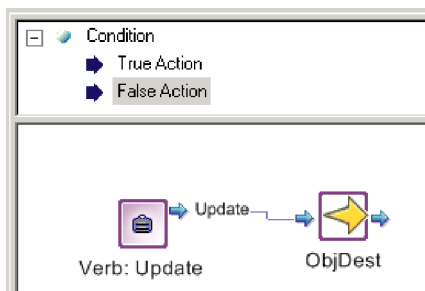 Condition
True Action
False Action
Update
Verb: Update
ObjDest